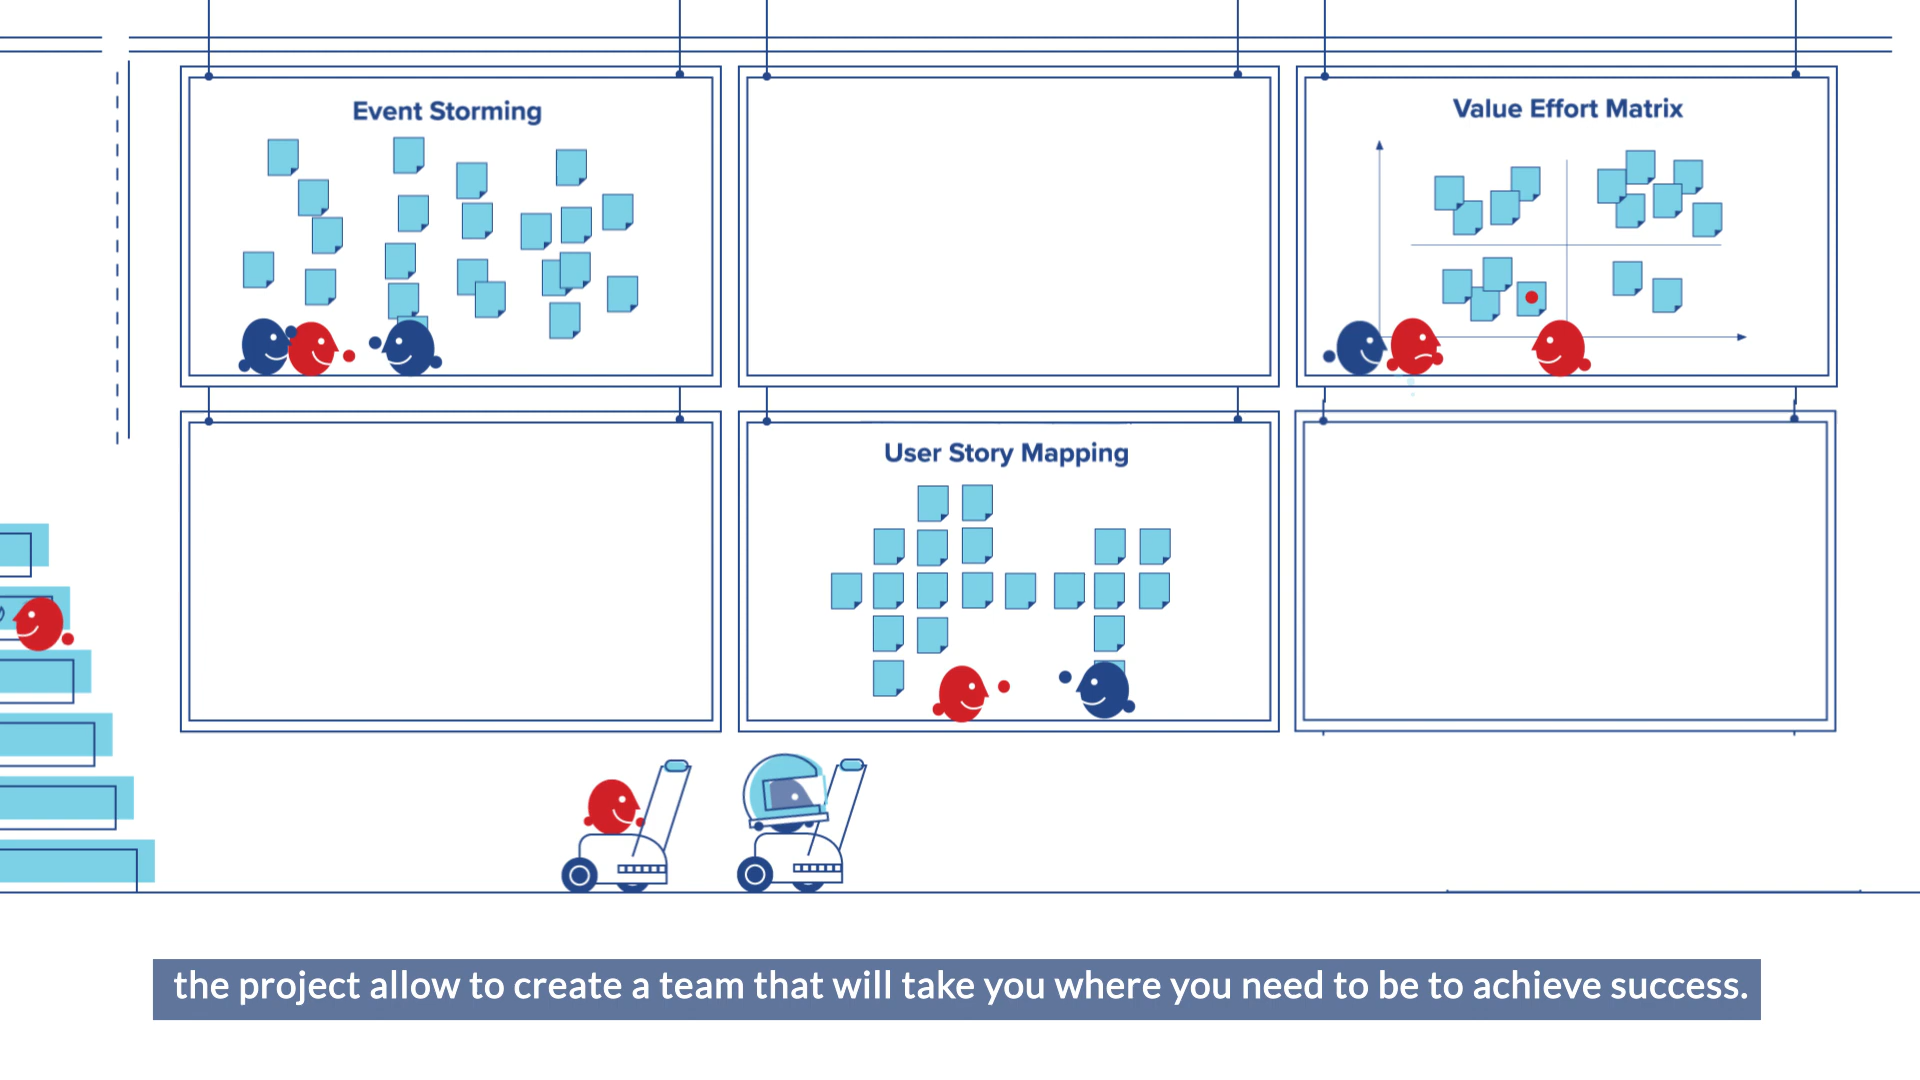 Event Storming
Value Effort Matrix
User Story Mapping
the project allow to create a team that will take you where you need to be to achieve success.